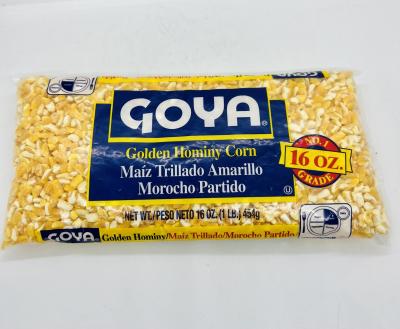 GOYA
GOYA®
Golden Hominy Corn
Maíz Trillado Amarillo
Morocho Partido
NO. 1
16 OZ.
GRADE
U
NET WT./PESO NETO 16 OZ. (1 LB.) 454g
GOYA Golden Hominy/Maíz Trillado/Morocho Partido